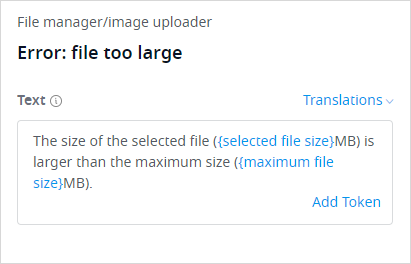 File manager/image uploader
Error: file too large
Text
Translations
The size of the selected file ({selected file size}MB) is
larger than the maximum size ({maximum file
size}MB).
Add Token